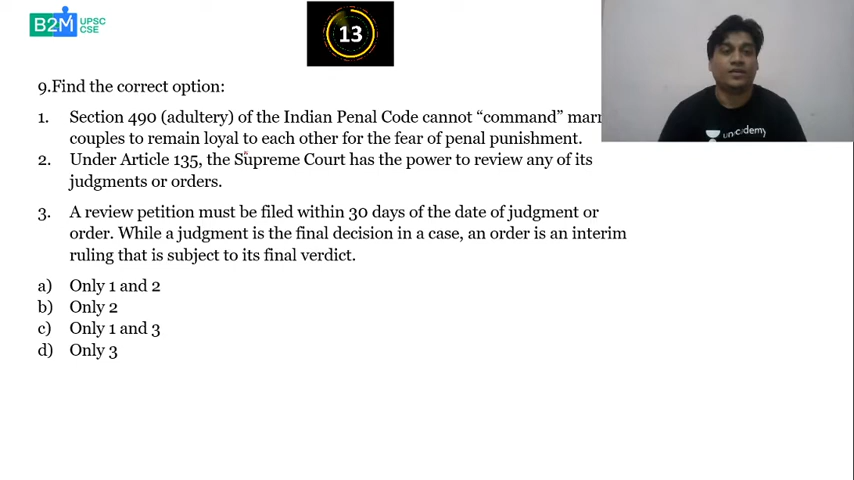 B2M UPSC
CSE
13
9.Find the correct option:
1. Section 490 (adultery) of the Indian Penal Code cannot “command”
couples to remain loyal to each other for the fear of penal punishment.
2. Under Article 135, the Supreme Court has the power to review any of its
judgments or orders.
3. A review petition must be filed within 30 days of the date of judgment or
order. While a judgment is the final decision in a case, an order is an interim
ruling that is subject to its final verdict.
a) Only 1 and 2
b) Only 2
c) Only 1 and 3
d) Only 3
unacademy